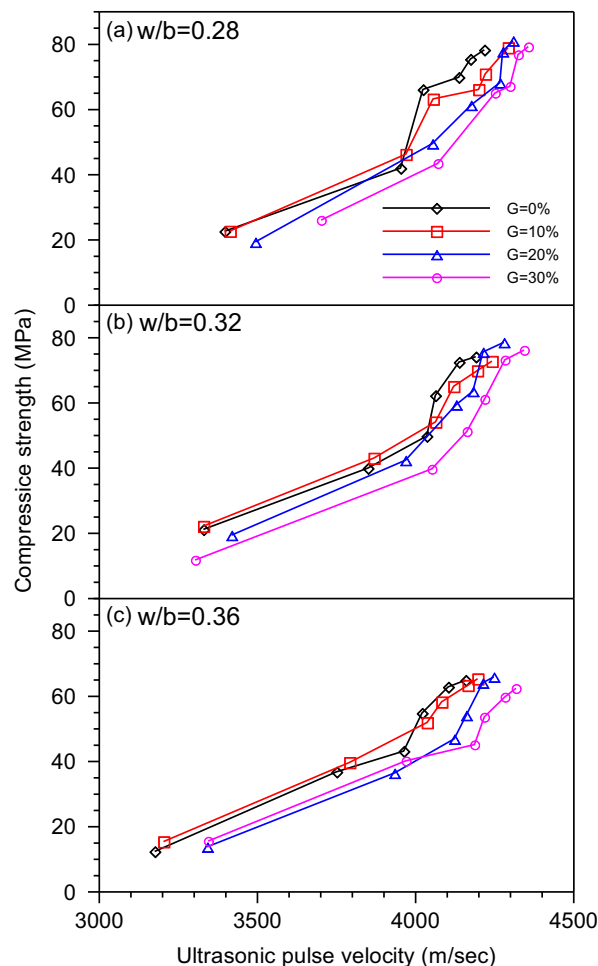 (a) w/b=0.28
80
60
40
20
0
G=0%
G=10%
G=20%
G=30%
(b) w/b=0.32
80
60
40
20
0
(c) w/b=0.36
80
60
40
20
0
3000 3500 4000 4500
Compressice strength (MPa)
Ultrasonic pulse velocity (m/sec)